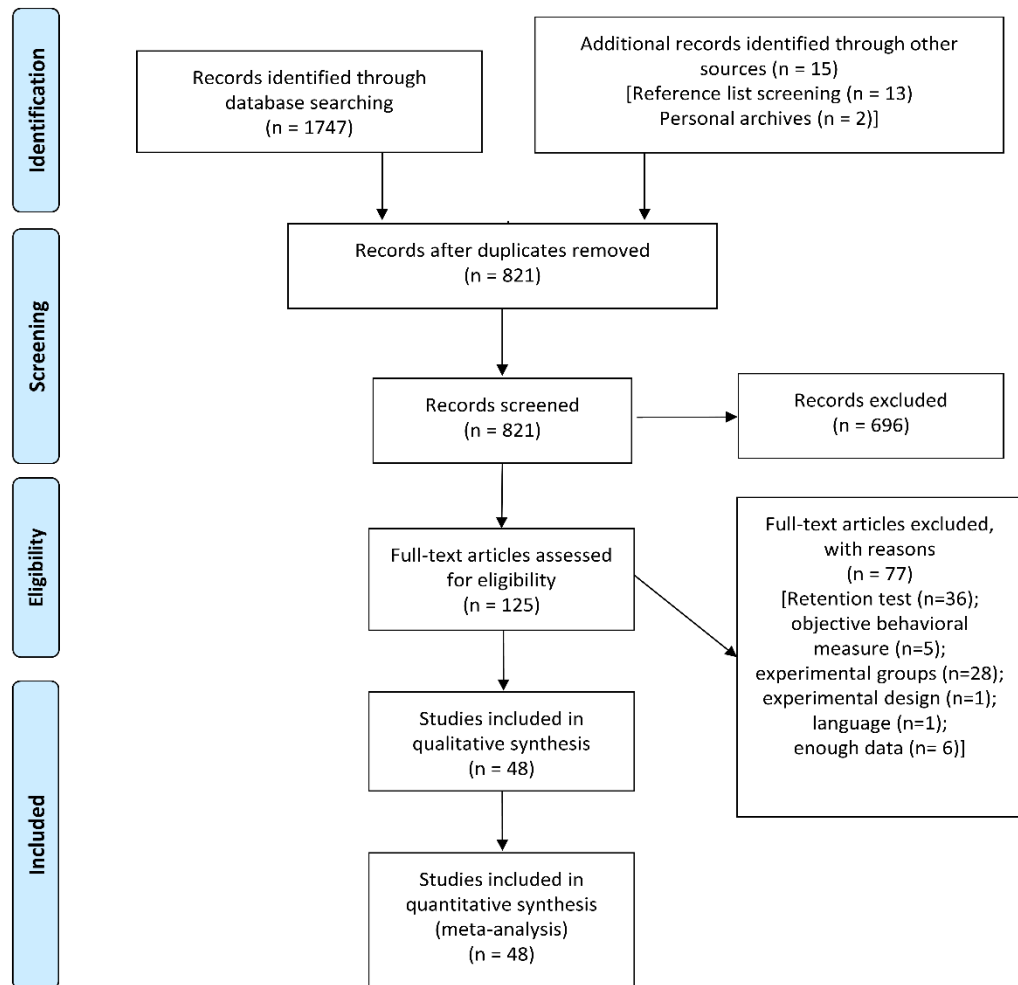 Identification
Records identified through
database searching
(n = 1747)
Additional records identified through other
sources (n = 15)
[Reference list screening (n = 13)
Personal archives (n = 2)]
Screening
Records after duplicates removed
(n = 821)
Records screened
(n = 821)
Records excluded
(n = 696)
Eligibility
Full-text articles assessed
for eligibility
(n = 125)
Full-text articles excluded,
with reasons
(n = 77)
[Retention test (n=36);
objective behavioral
measure (n=5);
experimental groups (n=28);
experimental design (n=1);
language (n=1);
enough data (n= 6)]
Included
Studies included in
qualitative synthesis
(n = 48)
Studies included in
quantitative synthesis
(meta-analysis)
(n = 48)